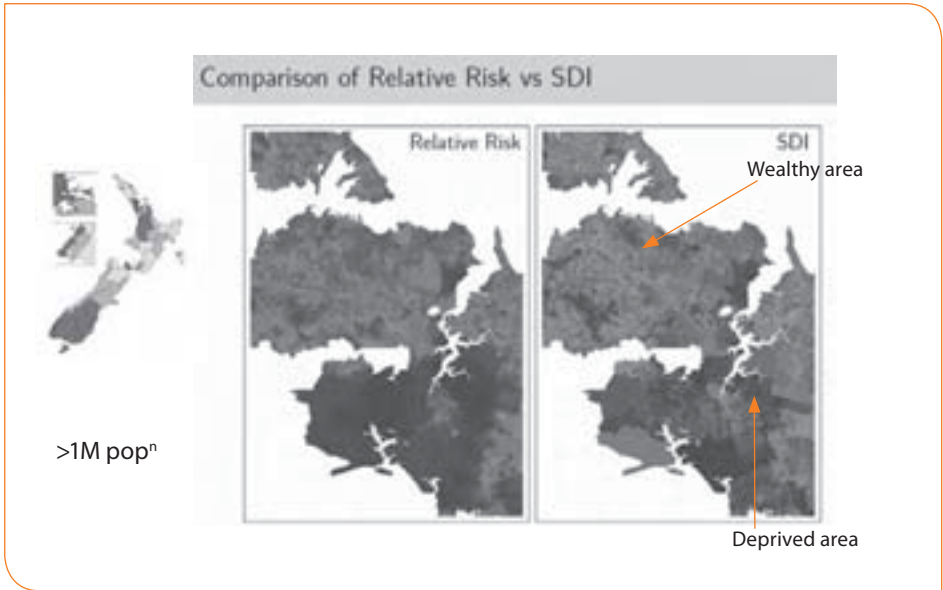 Comparison of Relative Risk vs SDI
Relative Risk
SDI
Wealthy area
>1M popⁿ
Deprived area